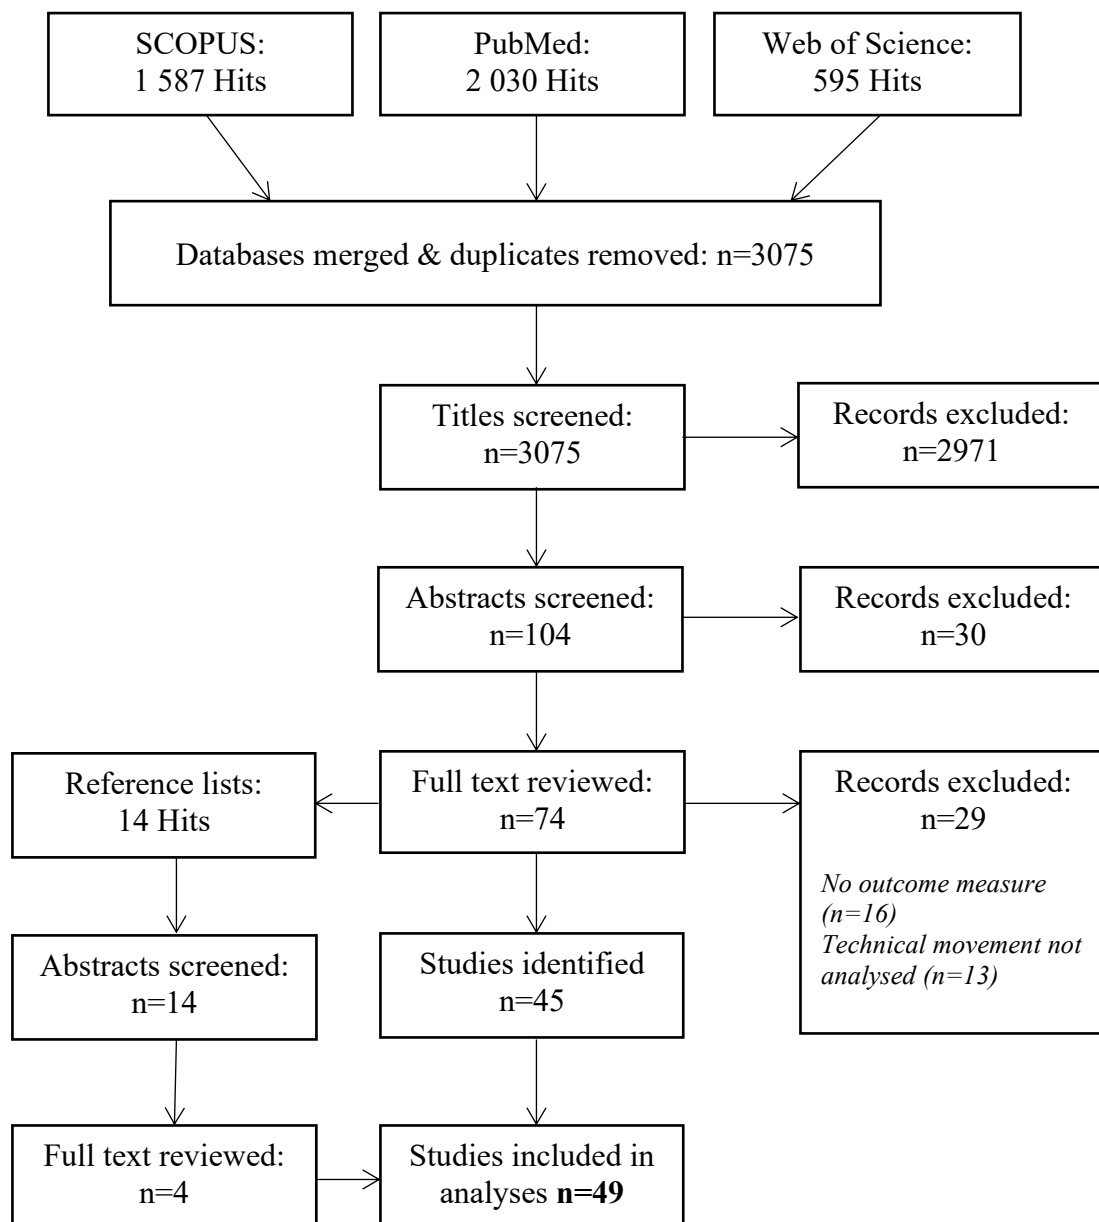 SCOPUS:
1 587 Hits
PubMed:
2 030 Hits
Web of Science:
595 Hits
Databases merged & duplicates removed: n=3075
Titles screened:
n=3075
Records excluded:
n=2971
Abstracts screened:
n=104
Records excluded:
n=30
Reference lists:
14 Hits
Full text reviewed:
n=74
Records excluded:
n=29
No outcome measure
(n=16)
Technical movement not
analysed (n=13)
Abstracts screened:
n=14
Studies identified
n=45
Full text reviewed:
n=4
Studies included in
analyses n=49